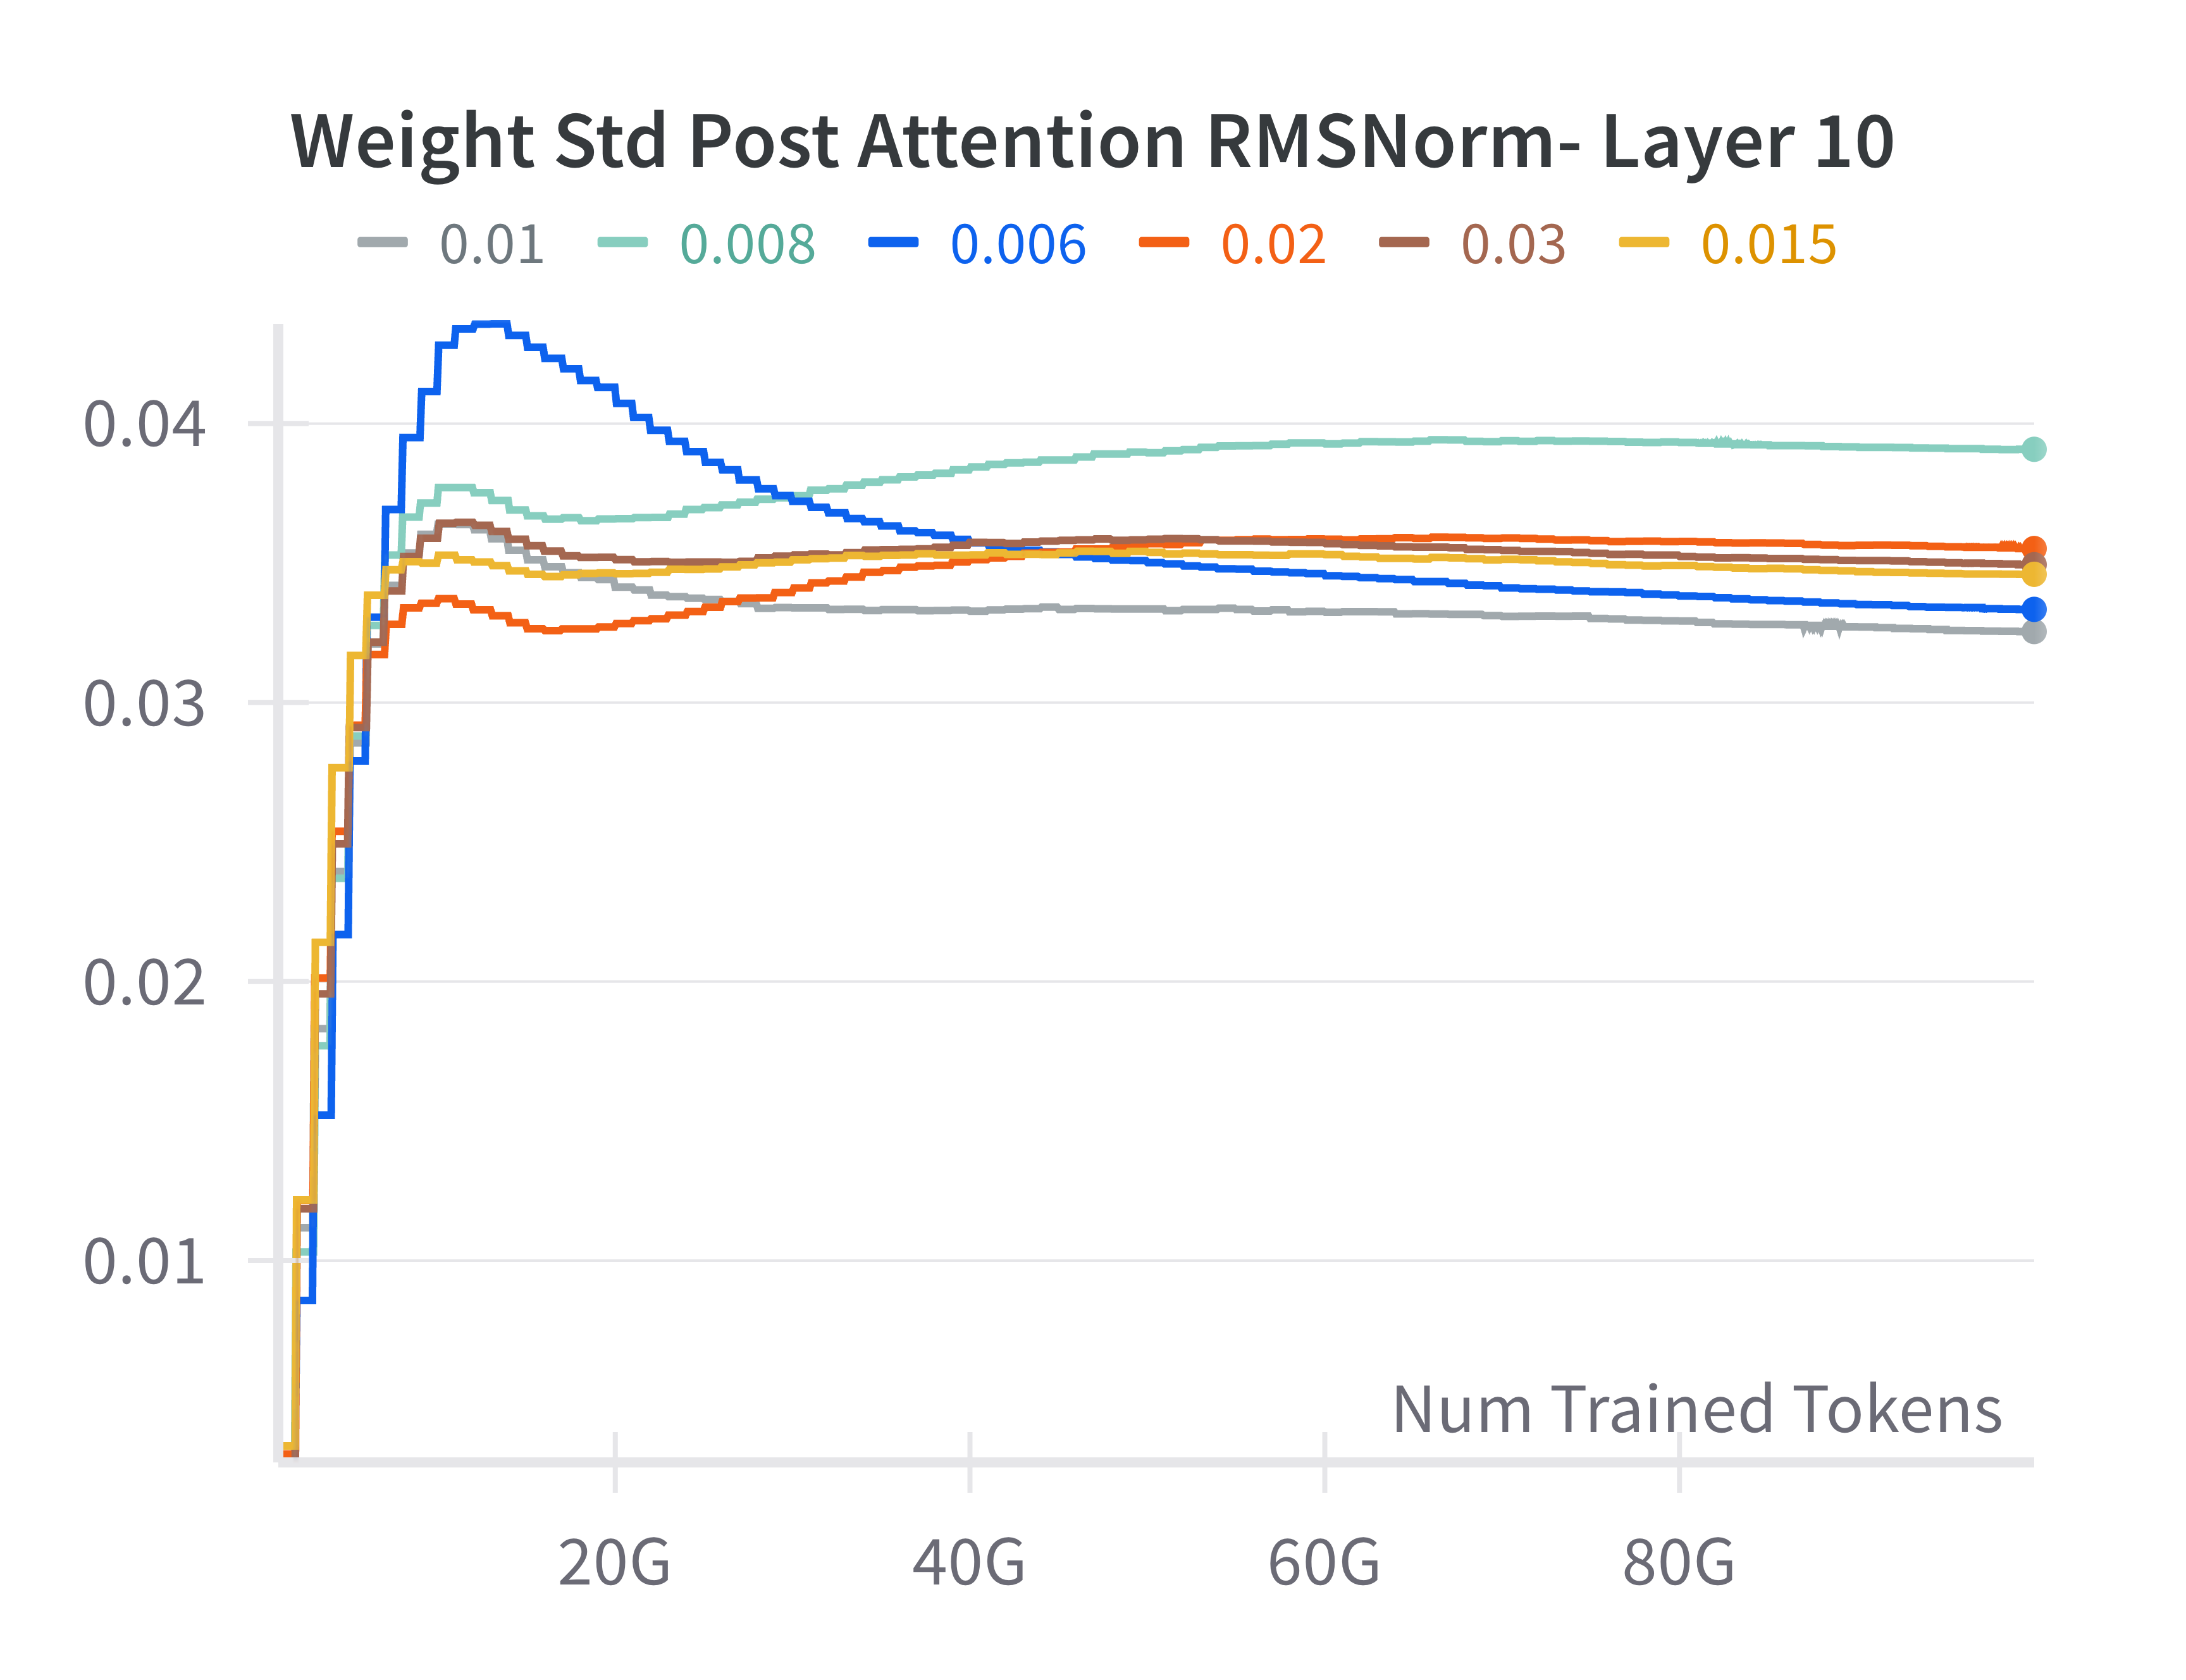 Weight Std Post Attention RMSNorm- Layer 10
0.01 0.008 0.006 0.02 0.03 0.015
0.04
0.03
0.02
0.01
Num Trained Tokens
20G 40G 60G 80G